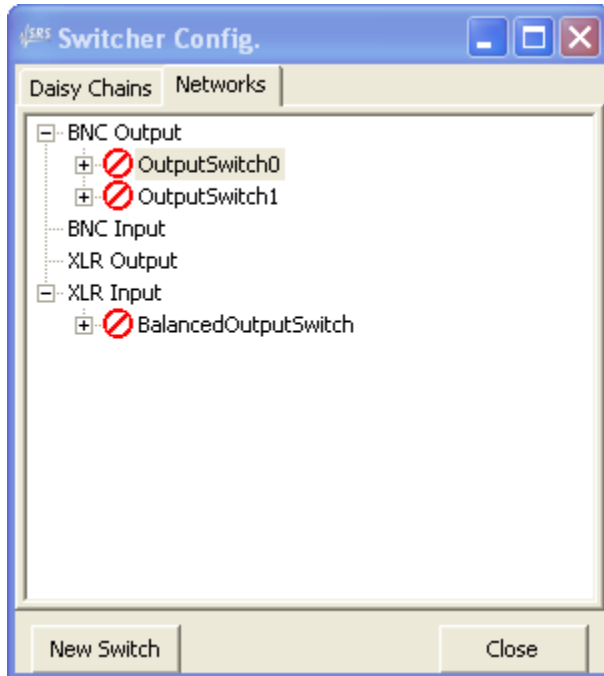 SRS Switcher Config.
Daisy Chains Networks
BNC Output
OutputSwitch0
OutputSwitch1
BNC Input
XLR Output
XLR Input
BalancedOutputSwitch
New Switch Close